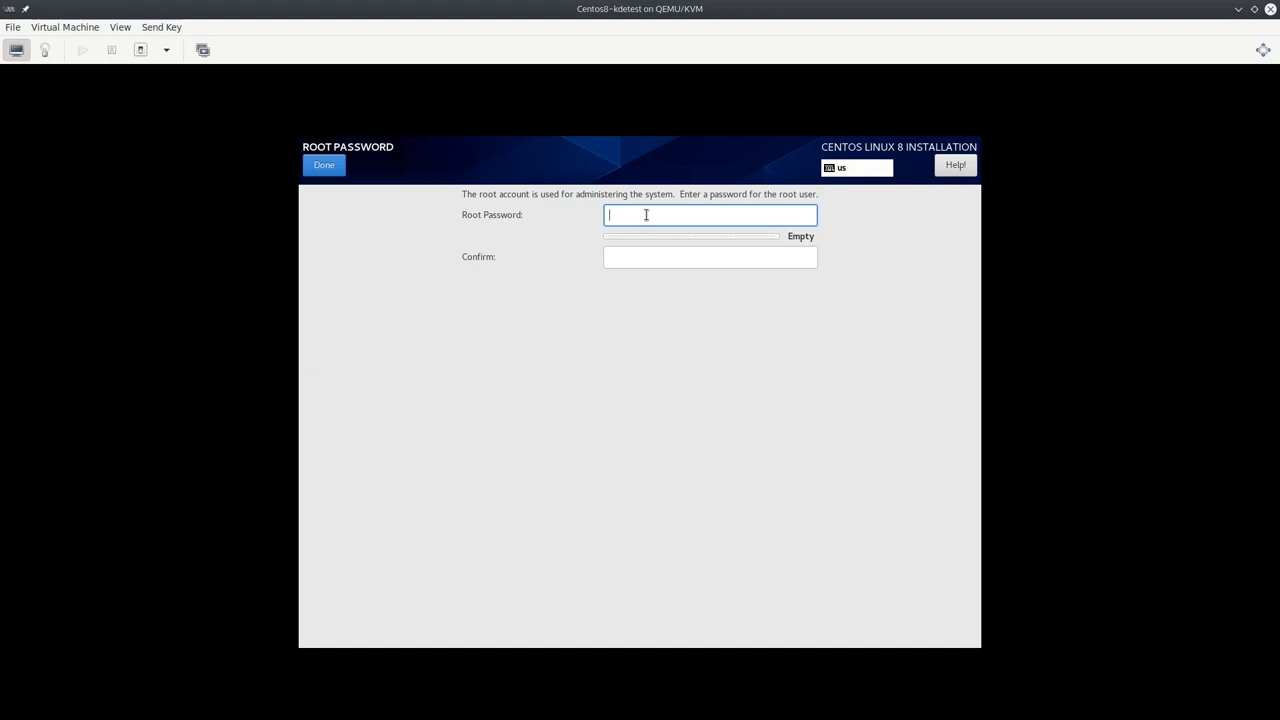 Centos8-kdetest on QEMU/KVM
File Virtual Machine View Send Key
ROOT PASSWORD
CENTOS LINUX 8 INSTALLATION
Done
us
Help!
The root account is used for administering the system.  Enter a password for the root user.
Root Password:
Empty
Confirm: